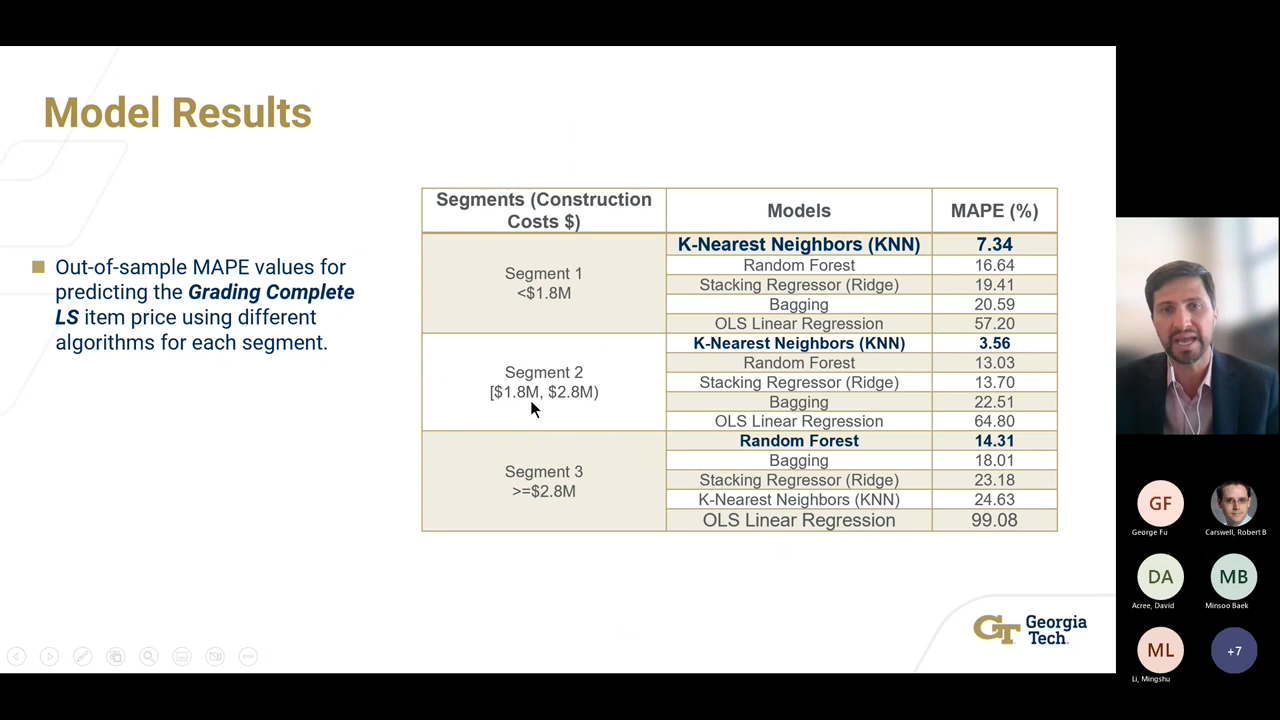 Model Results
Out-of-sample MAPE values for
predicting the Grading Complete
LS item price using different
algorithms for each segment.
Segments (Construction
Costs $)
Models
MAPE (%)
Segment 1
<$1.8M
K-Nearest Neighbors (KNN)
7.34
Random Forest
16.64
Stacking Regressor (Ridge)
19.41
Bagging
20.59
OLS Linear Regression
57.20
Segment 2
[$1.8M, $2.8M)
K-Nearest Neighbors (KNN)
3.56
Random Forest
13.03
Stacking Regressor (Ridge)
13.70
Bagging
22.51
OLS Linear Regression
64.80
Segment 3
>=$2.8M
Random Forest
14.31
Bagging
18.01
Stacking Regressor (Ridge)
23.18
K-Nearest Neighbors (KNN)
24.63
OLS Linear Regression
99.08
GT
Georgia
Tech
GF
George Fu
Carswell, Robert B
DA
Acree, David
MB
Minsoo Baek
ML
Li, Mingshu
+7